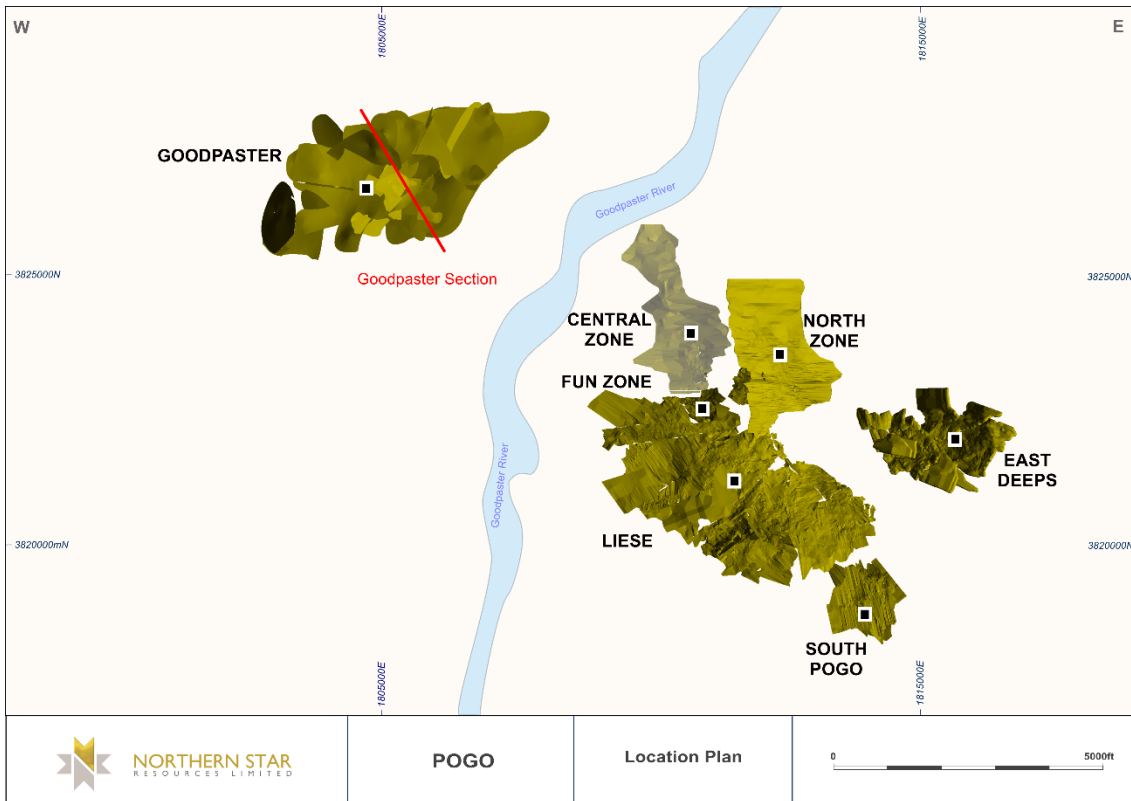 W
1805000E
1815000E
E
GOODPASTER
Goodpaster River
Goodpaster Section
3825000N
3825000N
CENTRAL
ZONE
NORTH
ZONE
FUN ZONE
EAST
DEEPS
Goodpaster River
LIESE
3820000mN
3820000N
SOUTH
POGO
1805000E
1815000E
NORTHERN STAR
RESOURCES LIMITED
POGO
Location Plan
0
5000ft